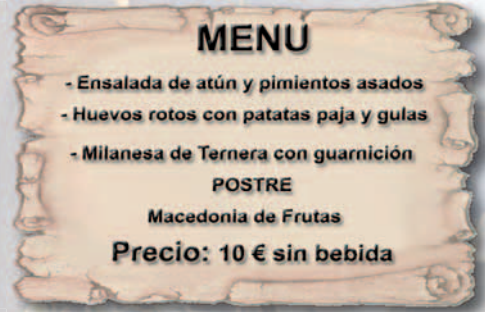 MENU
- Ensalada de atún y pimientos asados
- Huevos rotos con patatas paja y gulas
- Milanesa de Ternera con guarnición
POSTRE
Macedonia de Frutas
Precio: 10 € sin bebida